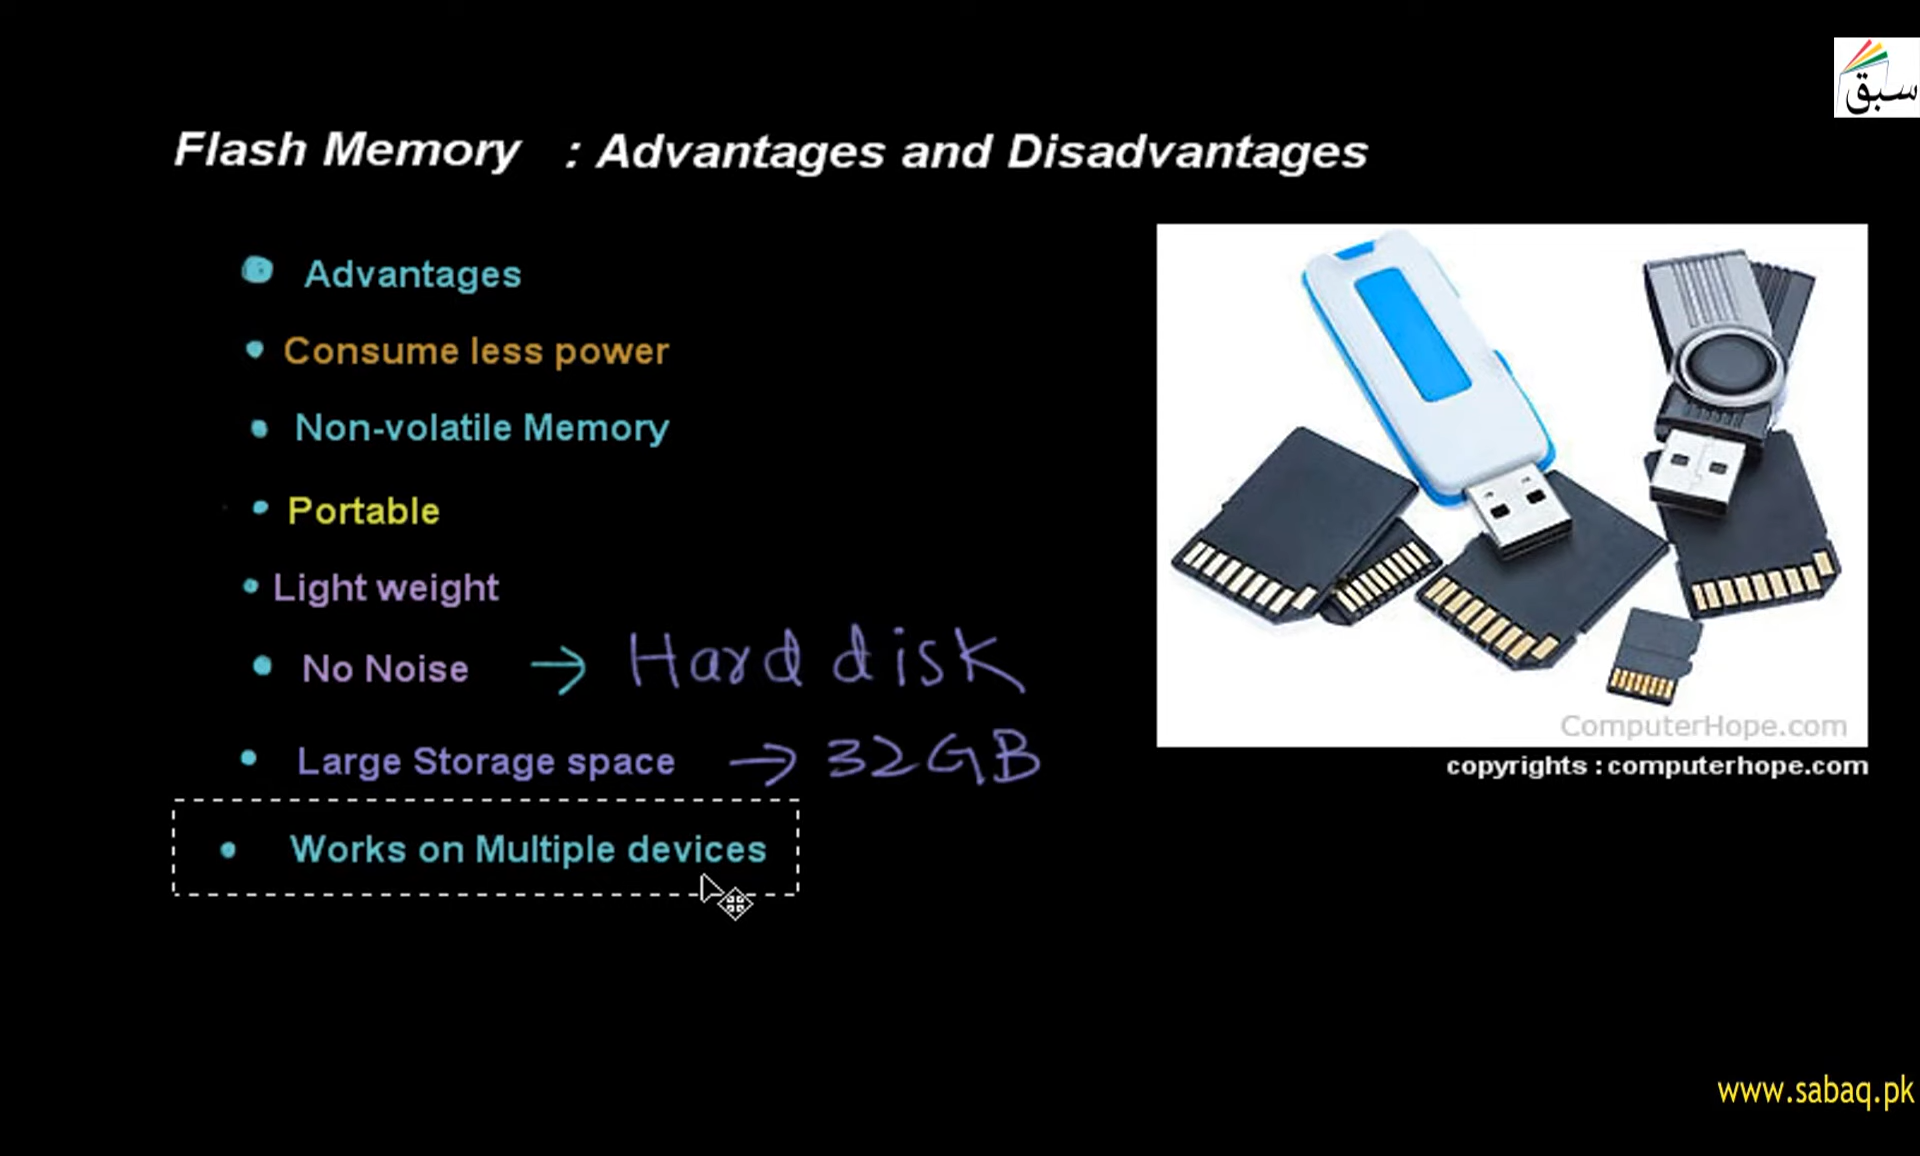 سبق
Flash Memory : Advantages and Disadvantages
Advantages
Consume less power
Non-volatile Memory
Portable
Light weight
No Noise → Hard disk
Large Storage space → 32GB
Works on Multiple devices
ComputerHope.com
copyrights : computerhope.com
www.sabaq.pk